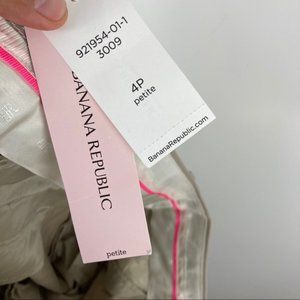 921954-01-1
3009
4P
petite
BananaRepublic.com
BANANA REPUBLIC
petite